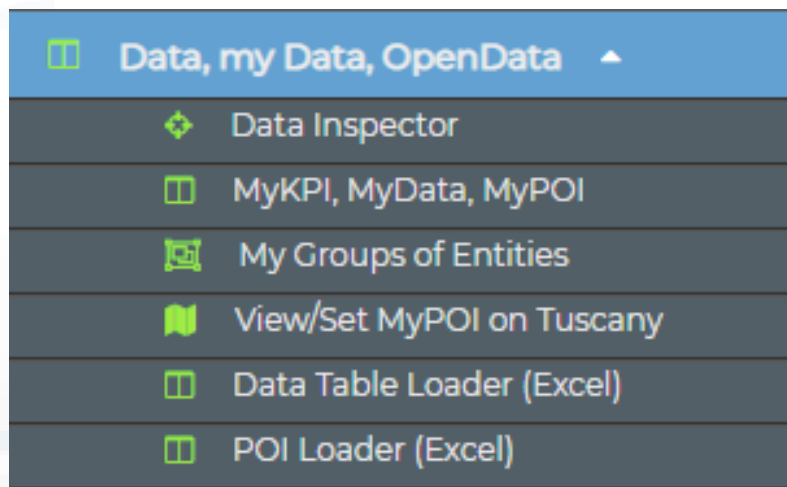 Data, my Data, OpenData
Data Inspector
MyKPI, MyData, MyPOI
My Groups of Entities
View/Set MyPOI on Tuscany
Data Table Loader (Excel)
POI Loader (Excel)